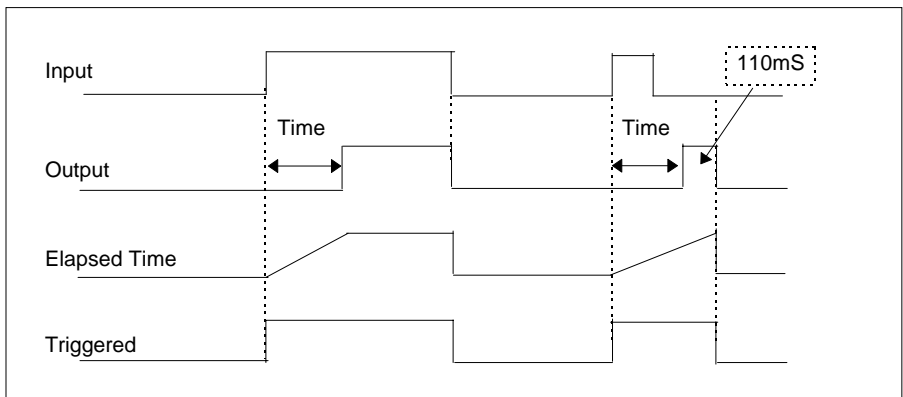 Input
110mS
Time
Time
Output
Elapsed Time
Triggered